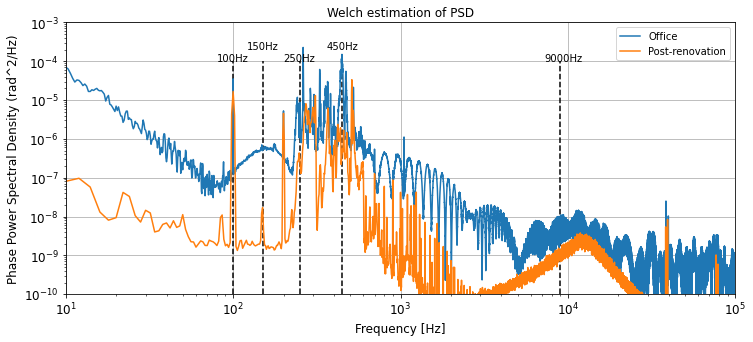 Welch estimation of PSD
Phase Power Spectral Density (rad^2/Hz)
10^-3
10^-4
10^-5
10^-6
10^-7
10^-8
10^-9
10^-10
Office
Post-renovation
150Hz
450Hz
100Hz
250Hz
9000Hz
10^1
10^2
10^3
10^4
10^5
Frequency [Hz]